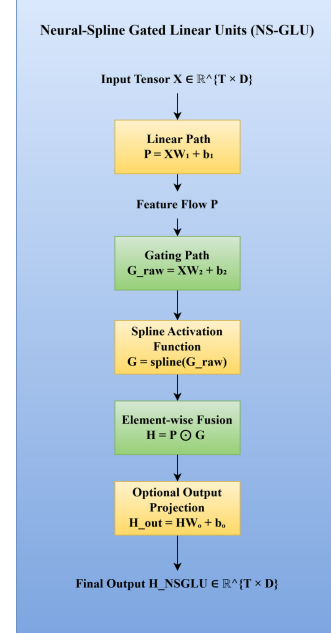 Neural-Spline Gated Linear Units (NS-GLU)
Input Tensor X ∈ ℝ^{T × D}
Linear Path
P = XW₁ + b₁
Feature Flow P
Gating Path
G_raw = XW₂ + b₂
Spline Activation
Function
G = spline(G_raw)
Element-wise Fusion
H = P ⊙ G
Optional Output
Projection
H_out = HWₒ + bₒ
Final Output H_NSGLU ∈ ℝ^{T × D}